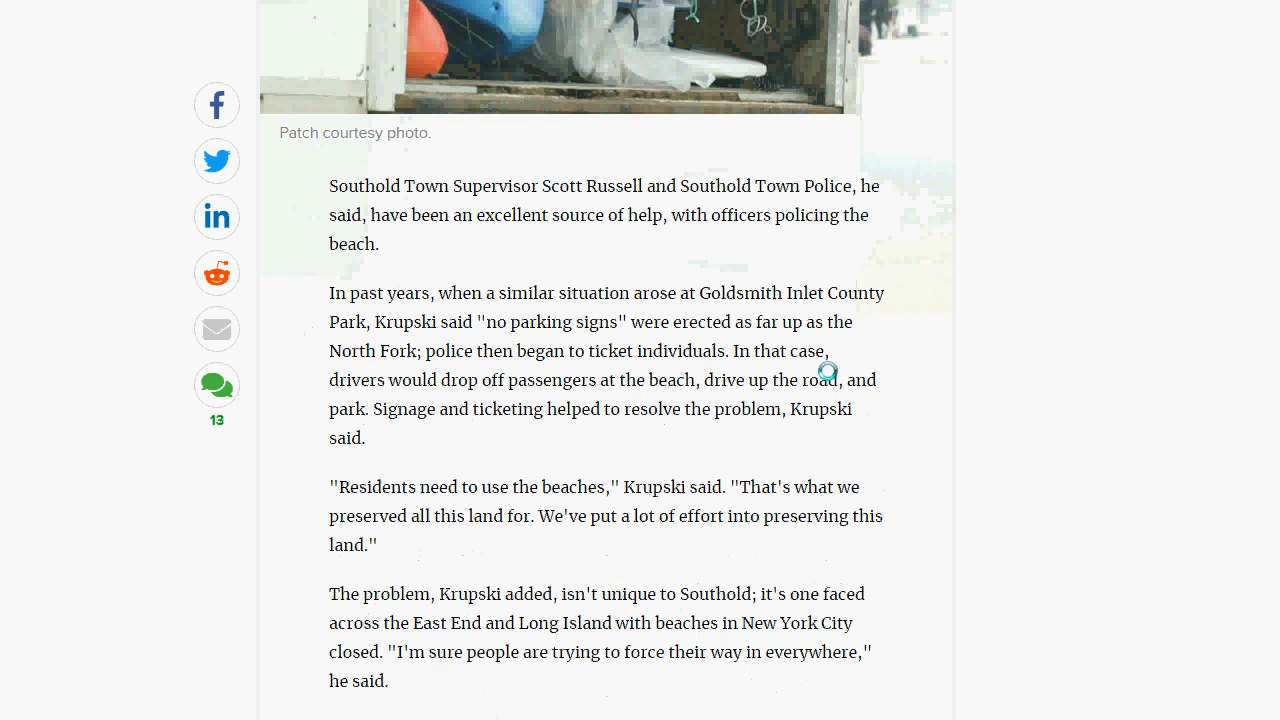 Patch courtesy photo.
Southold Town Supervisor Scott Russell and Southold Town Police, he
said, have been an excellent source of help, with officers policing the
beach.
In past years, when a similar situation arose at Goldsmith Inlet County
Park, Krupski said "no parking signs" were erected as far up as the
North Fork; police then began to ticket individuals. In that case,
drivers would drop off passengers at the beach, drive up the road, and
park. Signage and ticketing helped to resolve the problem, Krupski
said.
"Residents need to use the beaches," Krupski said. "That's what we
preserved all this land for. We've put a lot of effort into preserving this
land."
The problem, Krupski added, isn't unique to Southold; it's one faced
across the East End and Long Island with beaches in New York City
closed. "I'm sure people are trying to force their way in everywhere,"
he said.
f
in
13